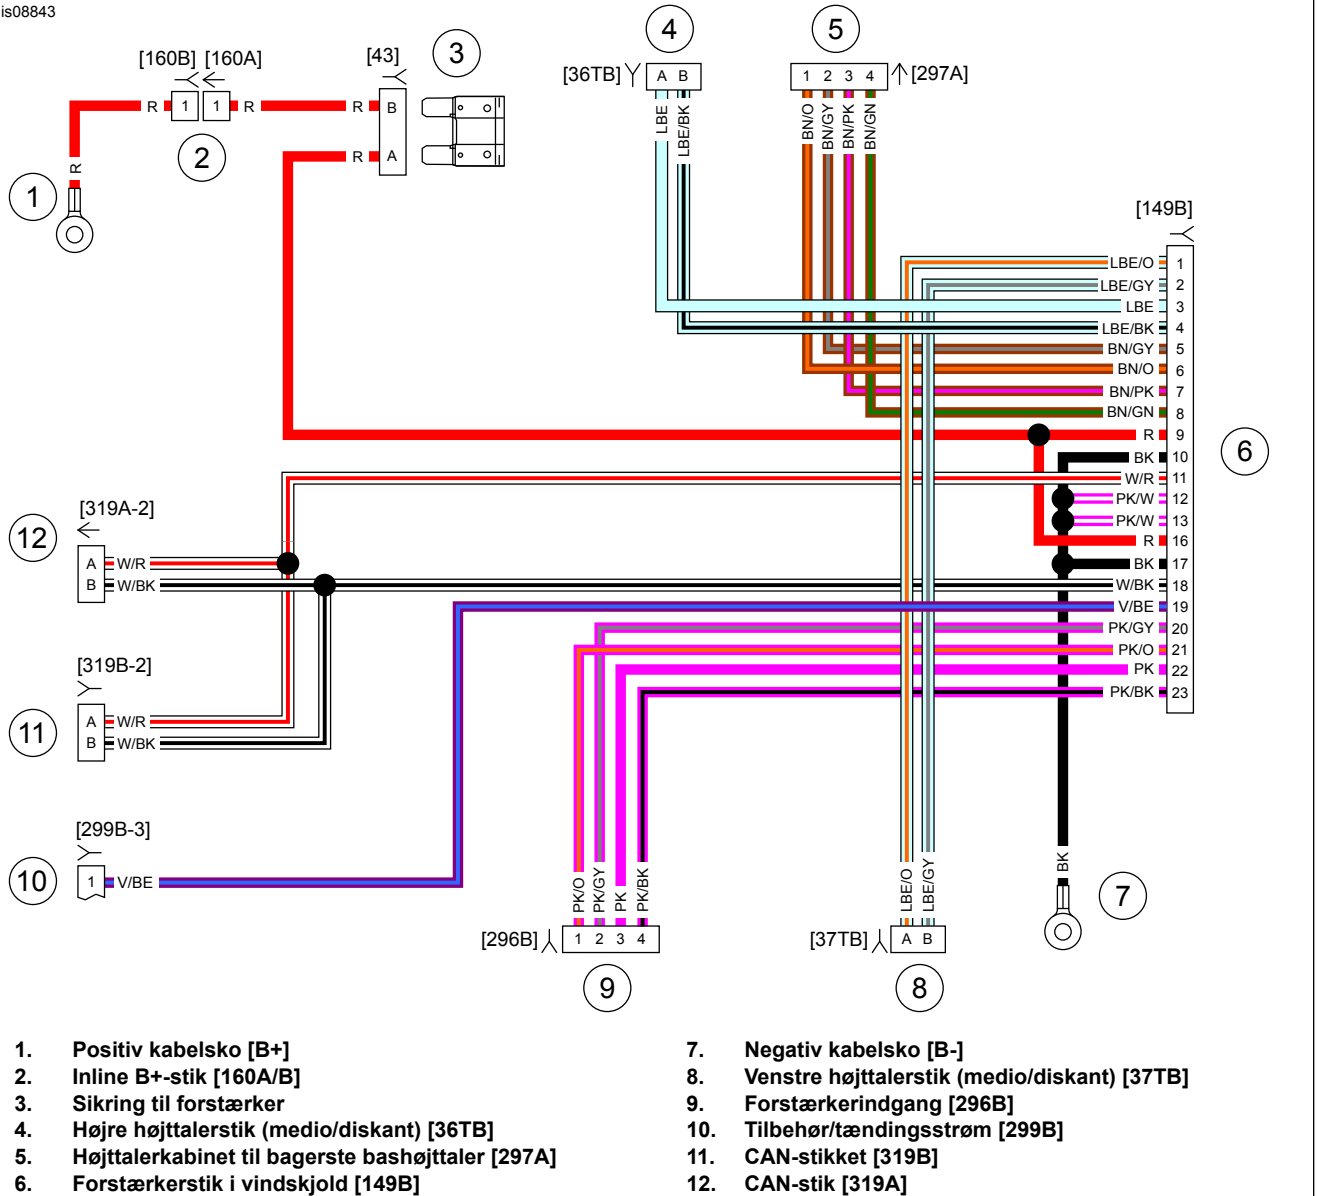 is08843
[160B] [160A]
[43]
3
4
5
[36TB]
A B
1 2 3 4
[297A]
R 1 1 R
R B
R A
2
1
R
LBE
LBE/BK
BN/O
BN/GY
BN/PK
BN/GN
[149B]
LBE/O 1
LBE/GY 2
LBE 3
LBE/BK 4
BN/GY 5
BN/O 6
BN/PK 7
BN/GN 8
R 9
BK 10
W/R 11
PK/W 12
PK/W 13
R 16
BK 17
W/BK 18
V/BE 19
PK/GY 20
PK/O 21
PK 22
PK/BK 23
6
[319A-2]
12
A W/R
B W/BK
[319B-2]
11
A W/R
B W/BK
[299B-3]
10
1 V/BE
PK/O
PK/GY
PK
PK/BK
LBE/O
LBE/GY
BK
7
[296B] 1 2 3 4
[37TB] A B
9
8
1. Positiv kabelsko [B+]
2. Inline B+-stik [160A/B]
3. Sikring til forstærker
4. Højre højttalerstik (medio/diskant) [36TB]
5. Højttalerkabinet til bagerste bashøjttaler [297A]
6. Forstærkerstik i vindskjold [149B]
7. Negativ kabelsko [B-]
8. Venstre højttalerstik (medio/diskant) [37TB]
9. Forstærkerindgang [296B]
10. Tilbehør/tændingsstrøm [299B]
11. CAN-stikket [319B]
12. CAN-stik [319A]